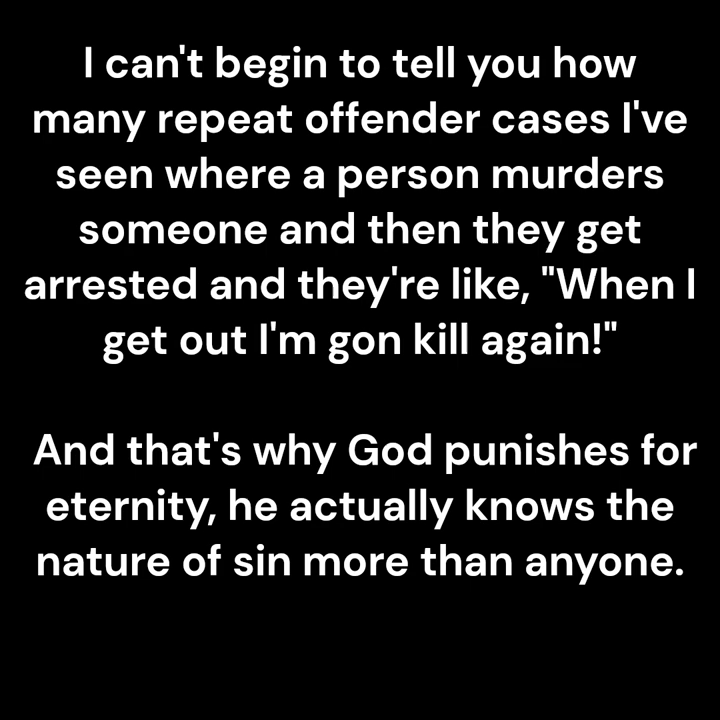 I can't begin to tell you how
many repeat offender cases I've
seen where a person murders
someone and then they get
arrested and they're like, "When I
get out I'm gon kill again!"
And that's why God punishes for
eternity, he actually knows the
nature of sin more than anyone.